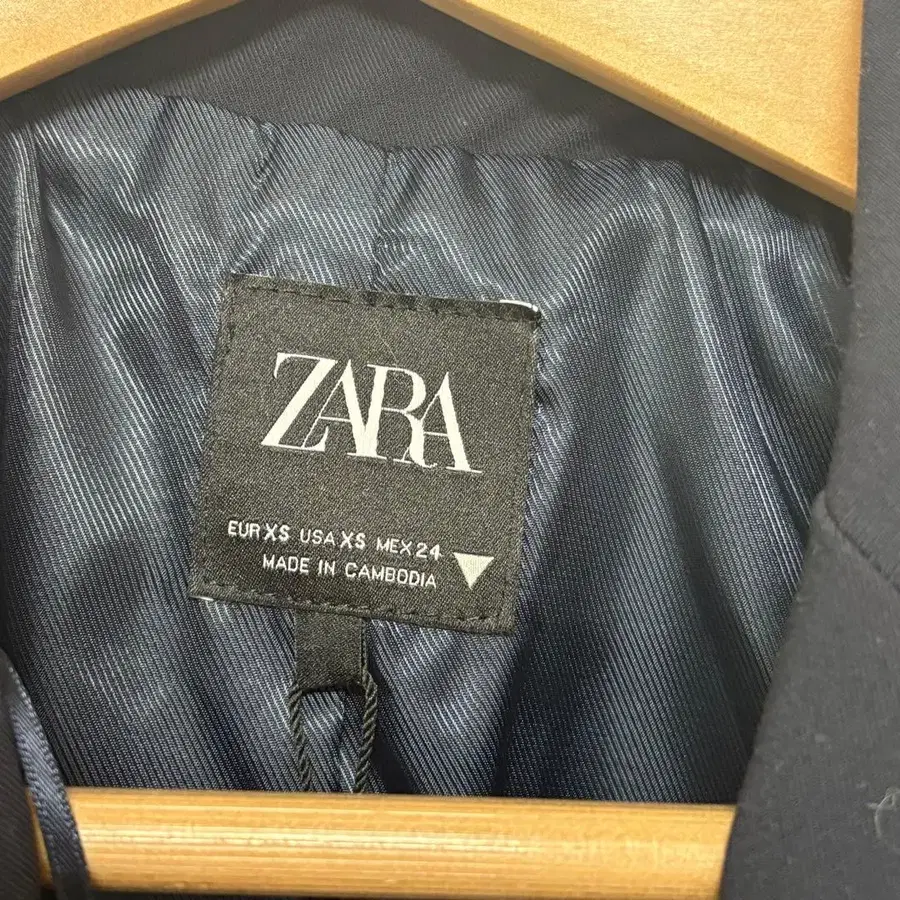 ZARA
EUR XS USA XS MEX 24
MADE IN CAMBODIA